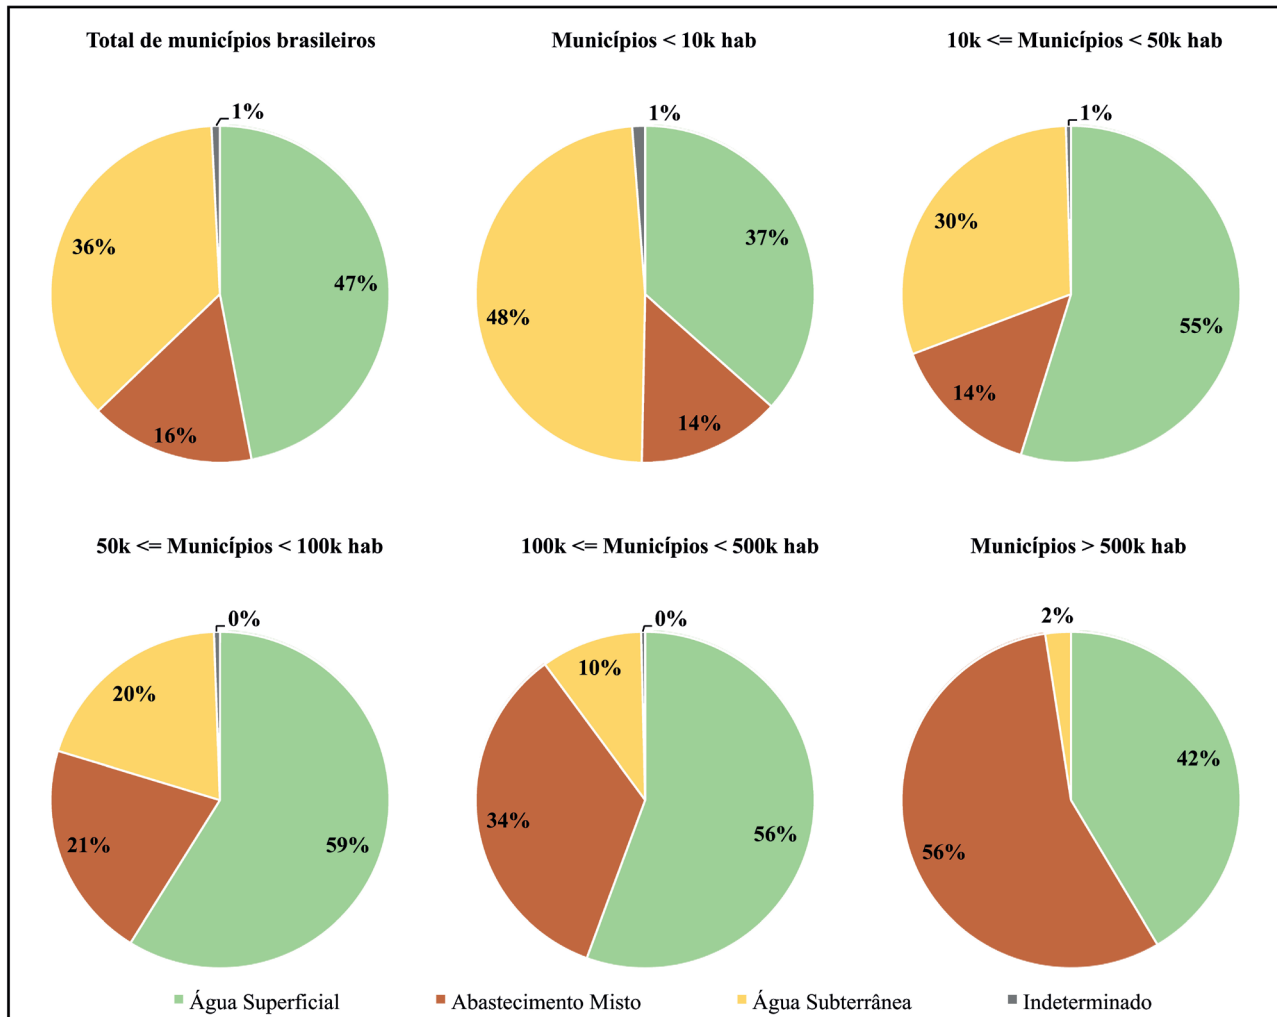 Total de municípios brasileiros
1%
36%
47%
16%
Municípios < 10k hab
1%
37%
48%
14%
10k <= Municípios < 50k hab
1%
30%
55%
14%
50k <= Municípios < 100k hab
0%
20%
21%
59%
100k <= Municípios < 500k hab
0%
10%
34%
56%
Municípios > 500k hab
2%
42%
56%
Água Superficial
Abastecimento Misto
Água Subterrânea
Indeterminado